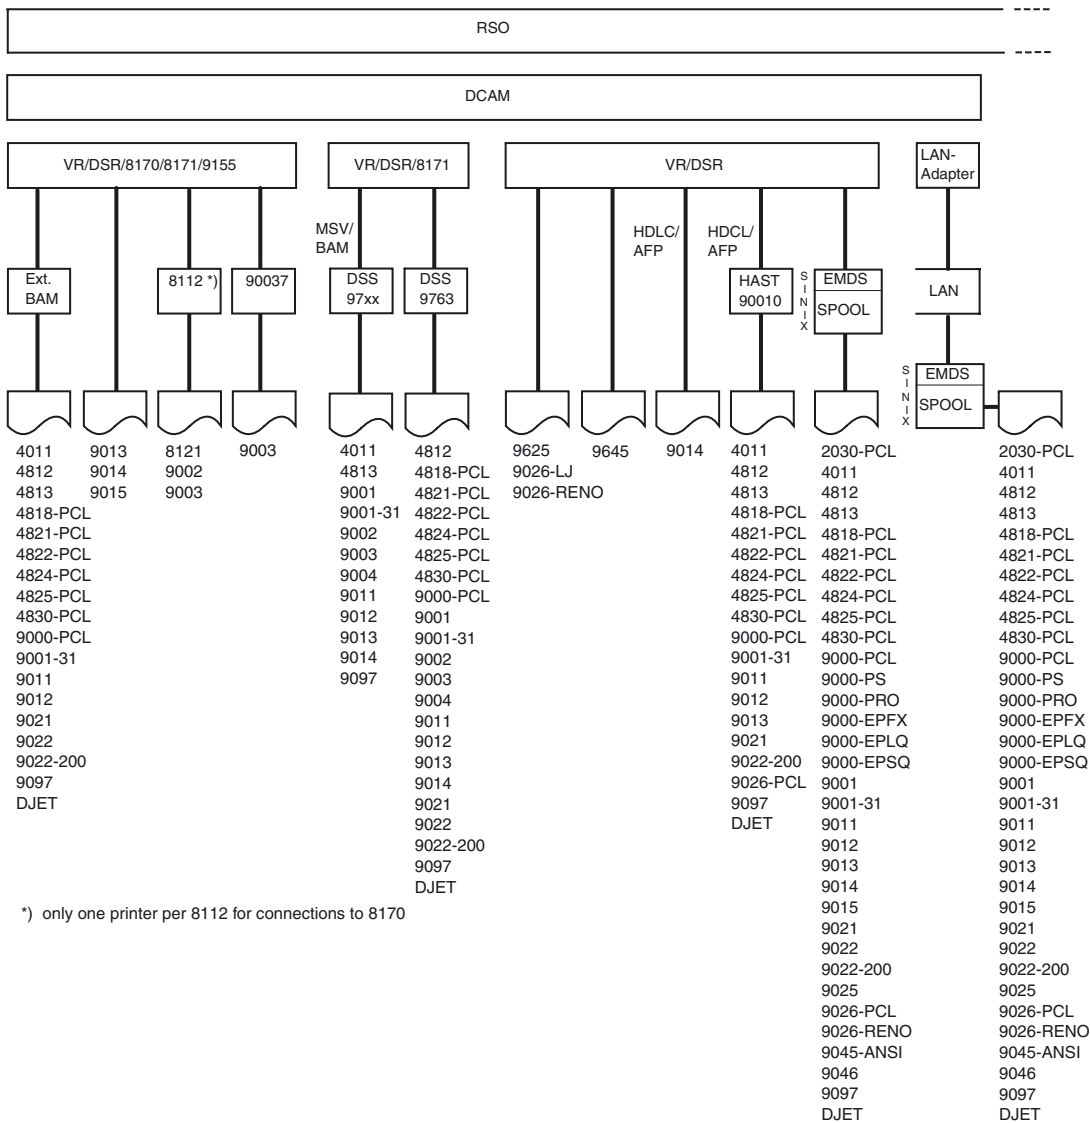 RSO
DCAM
VR/DSR/8170/8171/9155
VR/DSR/8171
VR/DSR
LAN-
Adapter
MSV/
BAM
HDLC/
AFP
HDCL/
AFP
Ext.
BAM
8112 *)
90037
DSS
97xx
DSS
9763
HAST
90010
SINIX
EMDS
SPOOL
LAN
SINIX
EMDS
SPOOL
4011
4812
4813
4818-PCL
4821-PCL
4822-PCL
4824-PCL
4825-PCL
4830-PCL
9000-PCL
9001-31
9011
9012
9021
9022
9022-200
9097
DJET
9013
9014
9015
8121
9002
9003
9003
4011
4813
9001
9001-31
9002
9003
9004
9011
9012
9013
9014
9097
4812
4818-PCL
4821-PCL
4822-PCL
4824-PCL
4825-PCL
4830-PCL
9000-PCL
9001
9001-31
9002
9003
9004
9011
9012
9013
9014
9021
9022
9022-200
9097
DJET
9625
9026-LJ
9026-RENO
9645
9014
4011
4812
4813
4818-PCL
4821-PCL
4822-PCL
4824-PCL
4825-PCL
4830-PCL
9000-PCL
9001-31
9011
9012
9013
9021
9022-200
9026-PCL
9097
DJET
2030-PCL
4011
4812
4813
4818-PCL
4821-PCL
4822-PCL
4824-PCL
4825-PCL
4830-PCL
9000-PCL
9000-PS
9000-PRO
9000-EPFX
9000-EPLQ
9000-EPSQ
9001
9001-31
9011
9012
9013
9014
9015
9021
9022
9022-200
9025
9026-PCL
9026-RENO
9045-ANSI
9046
9097
DJET
2030-PCL
4011
4812
4813
4818-PCL
4821-PCL
4822-PCL
4824-PCL
4825-PCL
4830-PCL
9000-PCL
9000-PS
9000-PRO
9000-EPFX
9000-EPLQ
9000-EPSQ
9001
9001-31
9011
9012
9013
9014
9015
9021
9022
9022-200
9025
9026-PCL
9026-RENO
9045-ANSI
9046
9097
DJET
*) only one printer per 8112 for connections to 8170